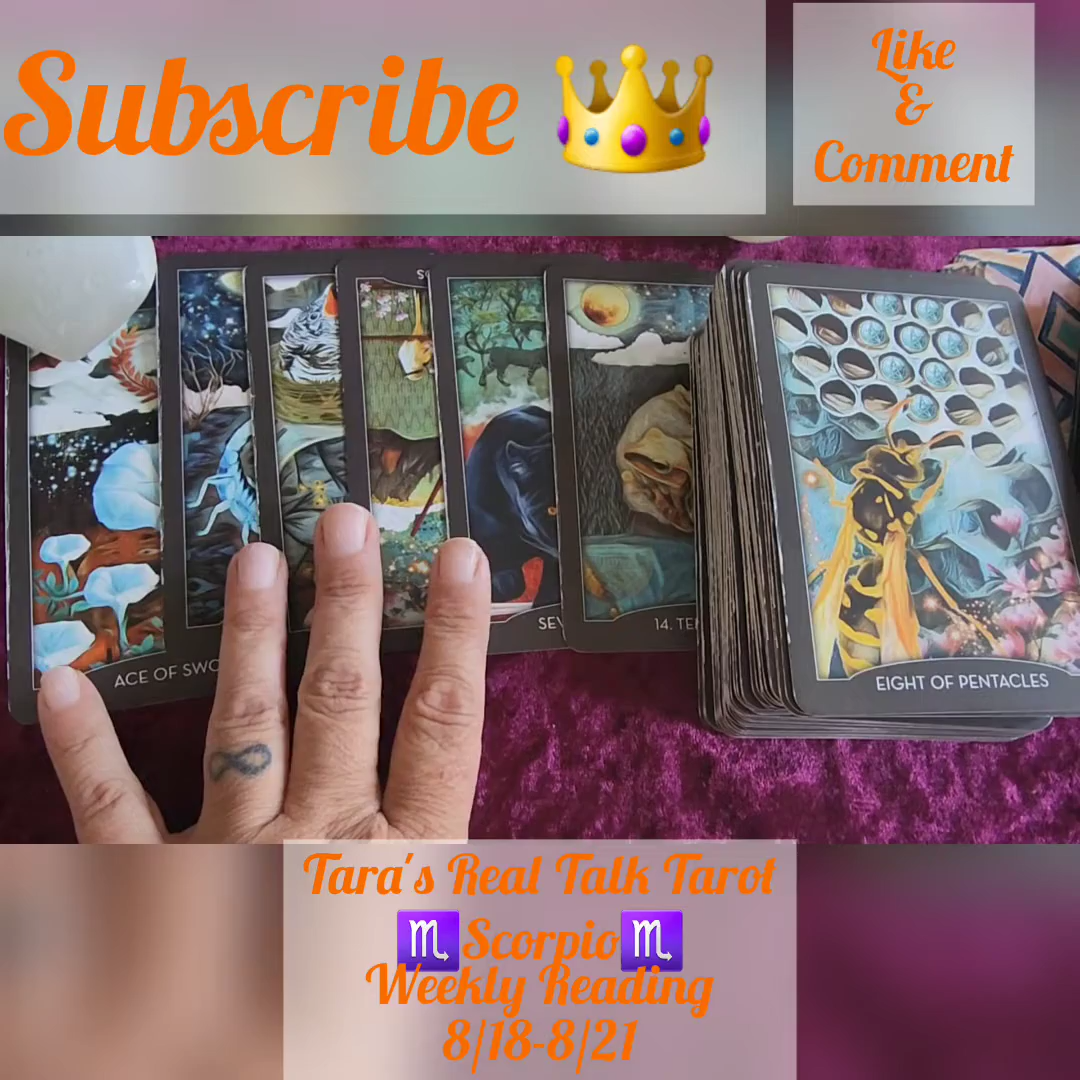 Subscribe
Like
&
Comment
ACE OF SWO
SEV
14. TEM
EIGHT OF PENTACLES
Tara's Real Talk Tarot
♏Scorpio♏
Weekly Reading
8/18-8/21